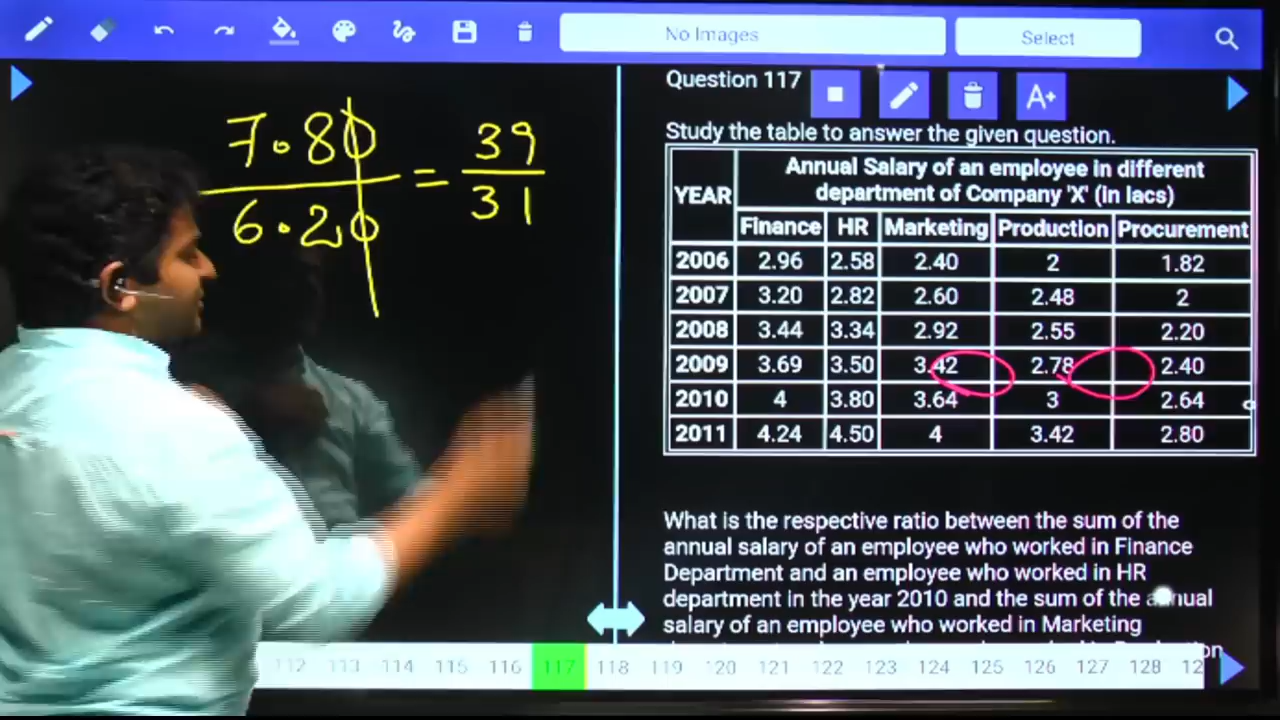 No Images
Select
Question 117
A+
Study the table to answer the given question.
YEAR Annual Salary of an employee in different department of Company 'X' (in lacs)
Finance HR Marketing Production Procurement
2006 2.96 2.58 2.40 2 1.82
2007 3.20 2.82 2.60 2.48 2
2008 3.44 3.34 2.92 2.55 2.20
2009 3.69 3.50 3.42 2.78 2.40
2010 4 3.80 3.64 3 2.64
2011 4.24 4.50 4 3.42 2.80
What is the respective ratio between the sum of the
annual salary of an employee who worked in Finance
Department and an employee who worked in HR
department in the year 2010 and the sum of the annual
salary of an employee who worked in Marketing
7.80
6.20
=
39
31
112 113 114 115 116 117 118 119 120 121 122 123 124 125 126 127 128 12